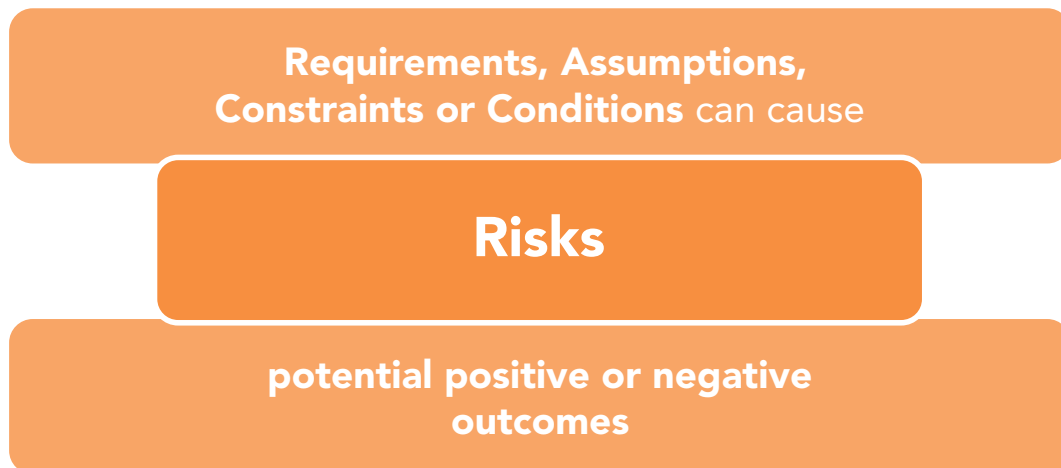 Requirements, Assumptions,
Constraints or Conditions can cause
Risks
potential positive or negative
outcomes